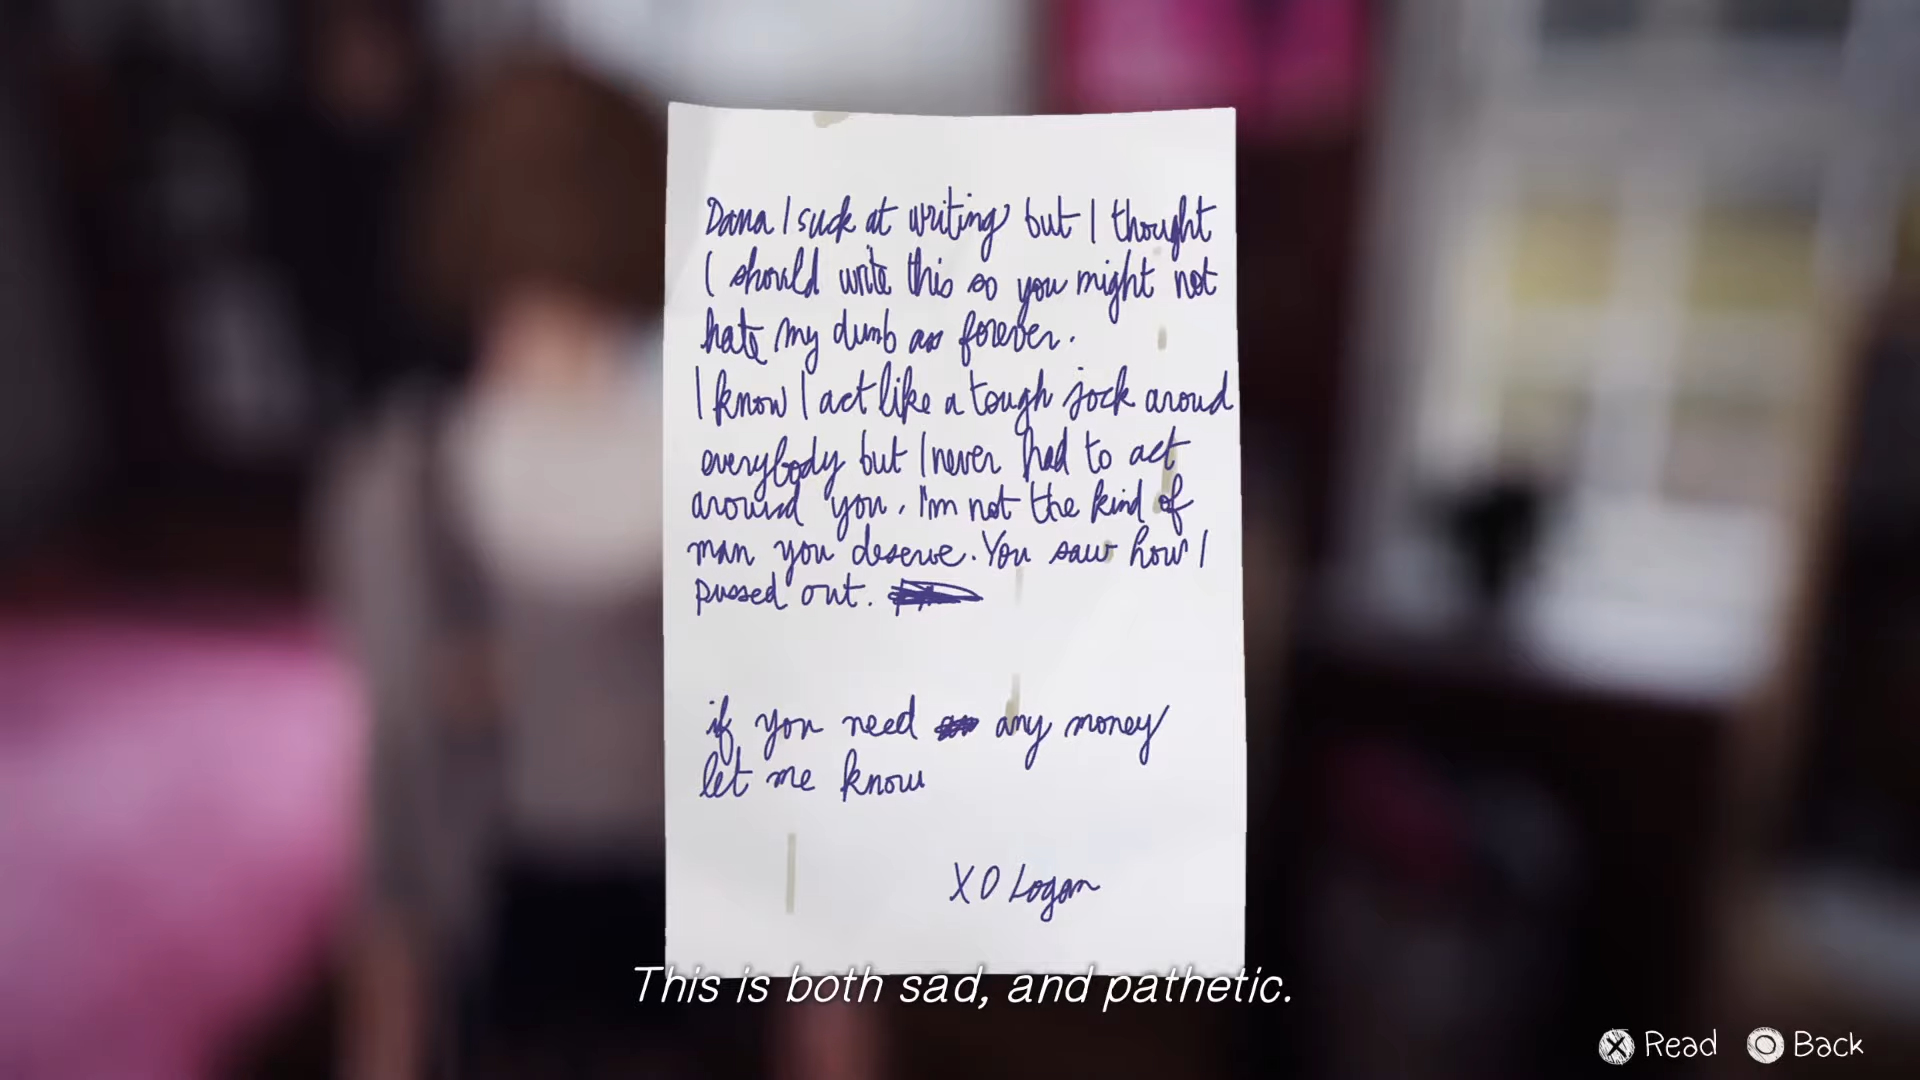 Dana I suck at writing but I thought
I should write this so you might not
hate my dumb ass forever.
I know I act like a tough jock aroud
everybody but I never had to act
around you. I'm not the kind of
man you deserve. You saw how I
pussed out.
if you need any money
let me know
XO Logan
This is both sad, and pathetic.
Read
Back